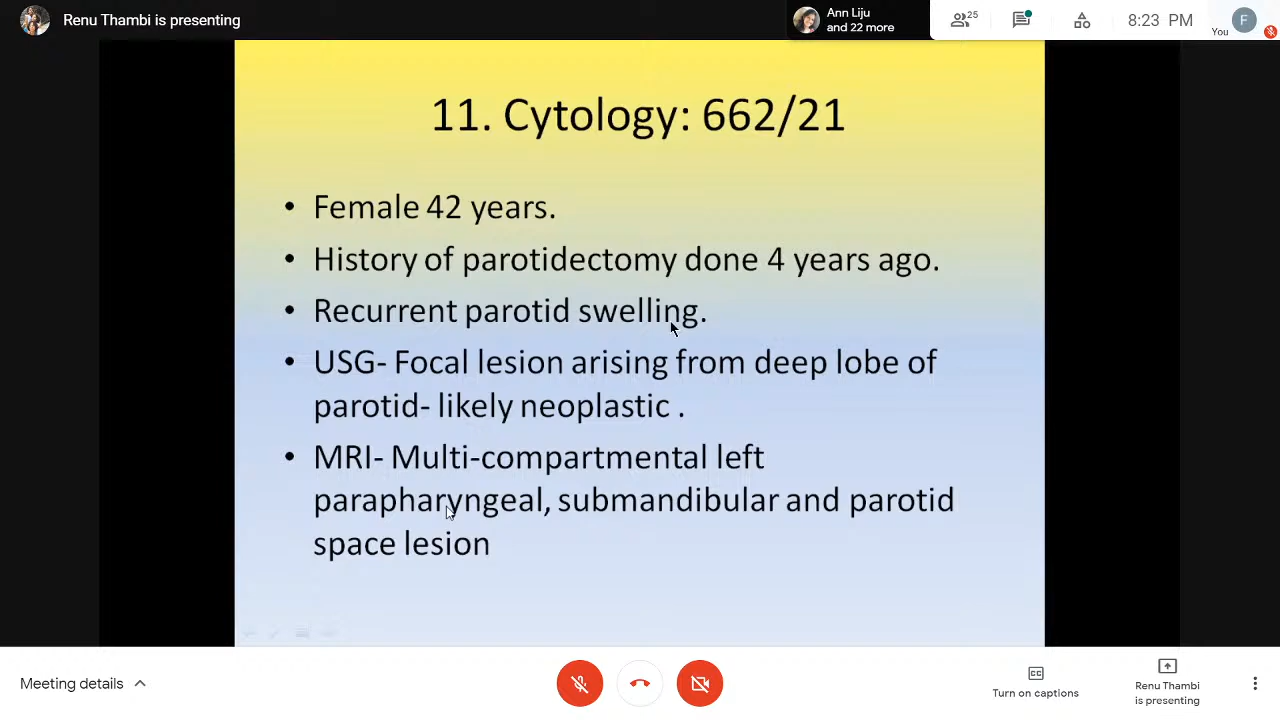 Renu Thambi is presenting
Ann Liju
and 22 more
25
8:23 PM
You
F
11. Cytology: 662/21
• Female 42 years.
• History of parotidectomy done 4 years ago.
• Recurrent parotid swelling.
• USG- Focal lesion arising from deep lobe of
parotid- likely neoplastic .
• MRI- Multi-compartmental left
parapharyngeal, submandibular and parotid
space lesion
Meeting details
CC
Turn on captions
Renu Thambi
is presenting